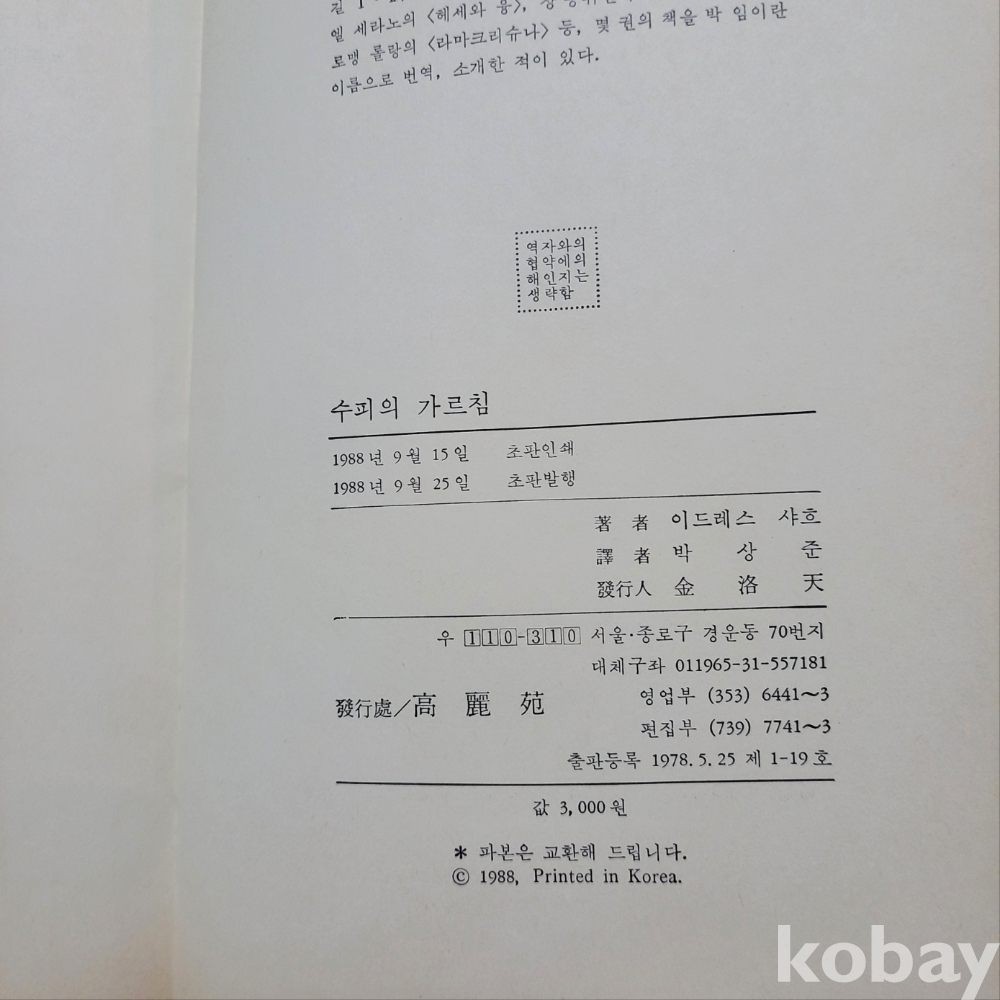 엘 세라노의 〈헤세와 융〉,
로맹 롤랑의 〈라마크리슈나〉 등, 몇 권의 책을 박 임이란
이름으로 번역, 소개한 적이 있다.
역자와의
협약에의
해인지는
생략함
수피의 가르침
1988년 9월 15일 초판인쇄
1988년 9월 25일 초판발행
著 者 이드레스 샤흐
譯 者 박 상 준
發行人 金 洛 天
우 110-310 서울·종로구 경운동 70번지
대체구좌 011965-31-557181
發行處/高 麗 苑 영업부 (353) 6441~3
편집부 (739) 7741~3
출판등록 1978. 5. 25 제 1-19호
값 3,000원
* 파본은 교환해 드립니다.
© 1988, Printed in Korea.
kobay